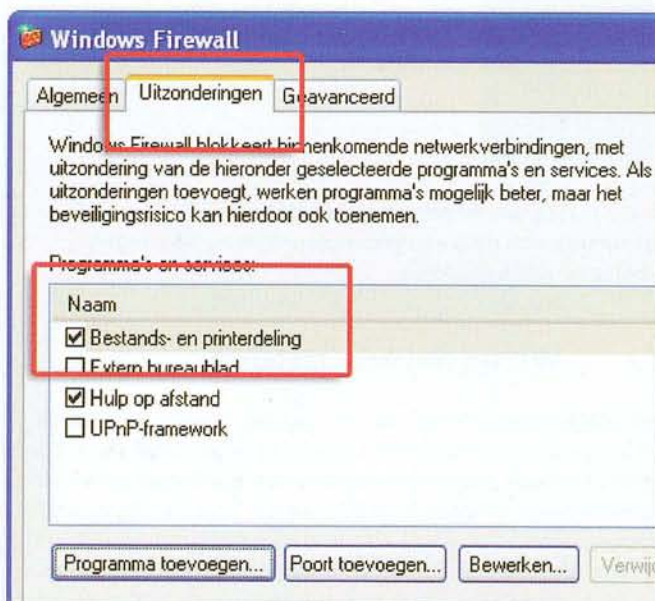 Windows Firewall
Algemeen Uitzonderingen Geavanceerd
Windows Firewall blokkeert binnenkomende netwerkverbindingen, met
uitzondering van de hieronder geselecteerde programma's en services. Als
uitzonderingen toevoegt, werken programma's mogelijk beter, maar het
beveiligingsrisico kan hierdoor ook toenemen.
Programma's en services:
Naam
Bestands- en printerdeling
Extern bureaublad
Hulp op afstand
UPnP-framework
Programma toevoegen... Poort toevoegen... Bewerken... Verwijd